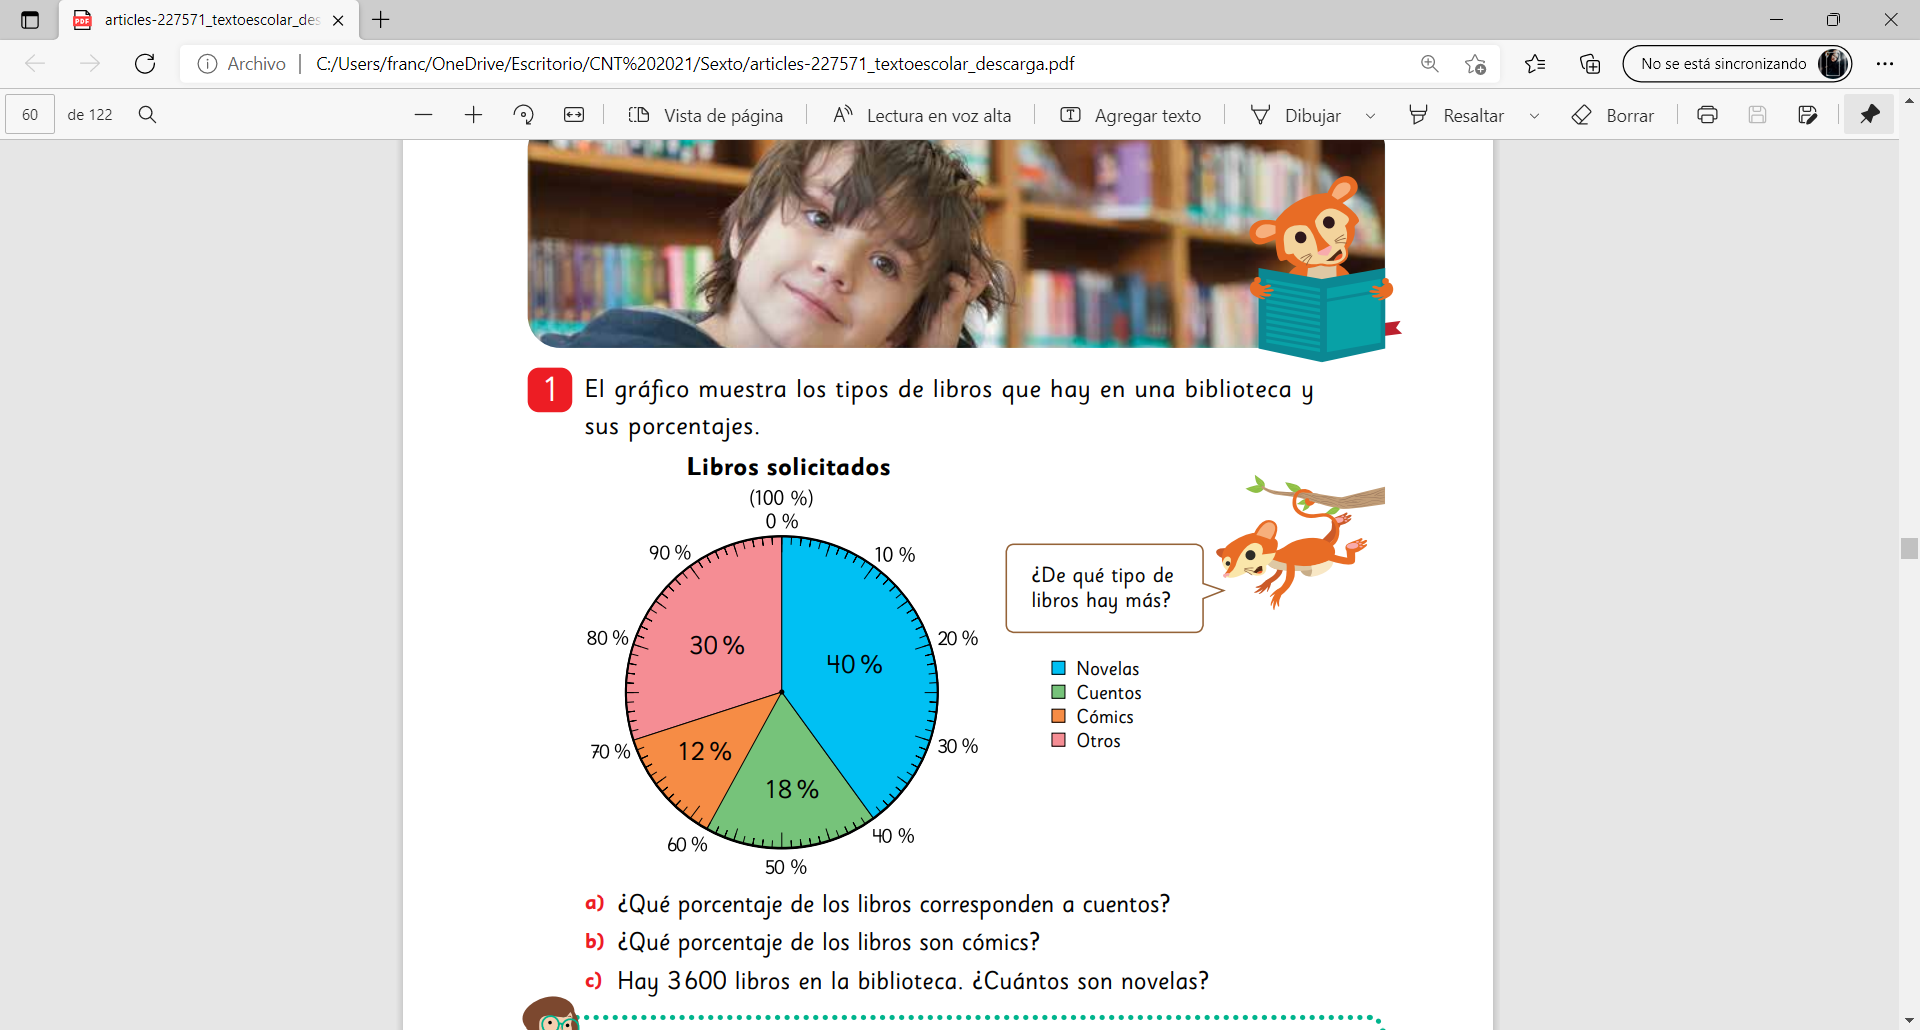 articles-227571_textoescolar_des
Archivo | C:/Users/franc/OneDrive/Escritorio/CNT%202021/Sexto/articles-227571_textoescolar_descarga.pdf
No se está sincronizando
60 de 122
Vista de página
Lectura en voz alta
Agregar texto
Dibujar
Resaltar
Borrar
1 El gráfico muestra los tipos de libros que hay en una biblioteca y
sus porcentajes.
Libros solicitados
(100 %)
0 %
10 %
20 %
30 %
40 %
50 %
60 %
70 %
80 %
90 %
40 %
18 %
12 %
30 %
¿De qué tipo de
libros hay más?
Novelas
Cuentos
Cómics
Otros
a) ¿Qué porcentaje de los libros corresponden a cuentos?
b) ¿Qué porcentaje de los libros son cómics?
c) Hay 3 600 libros en la biblioteca. ¿Cuántos son novelas?